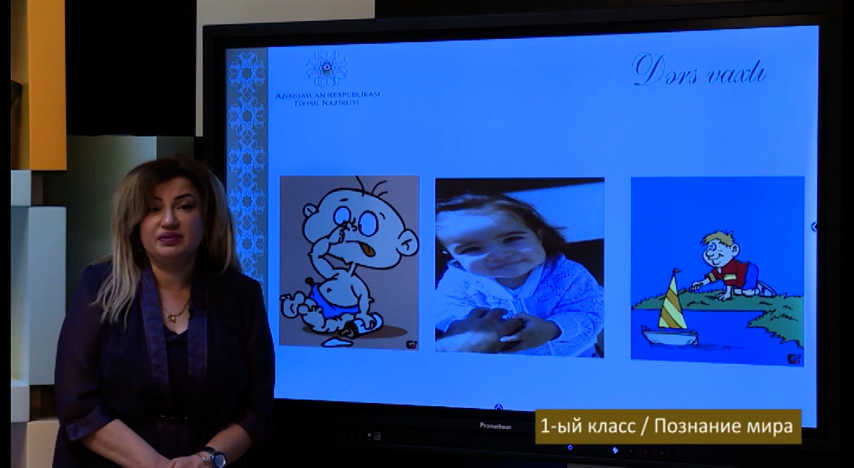 Dərs vaxtı
AZƏRBAYCAN RESPUBLİKASI
TƏHSİL NAZİRLİYİ
Promethean
1-ый класс / Познание мира